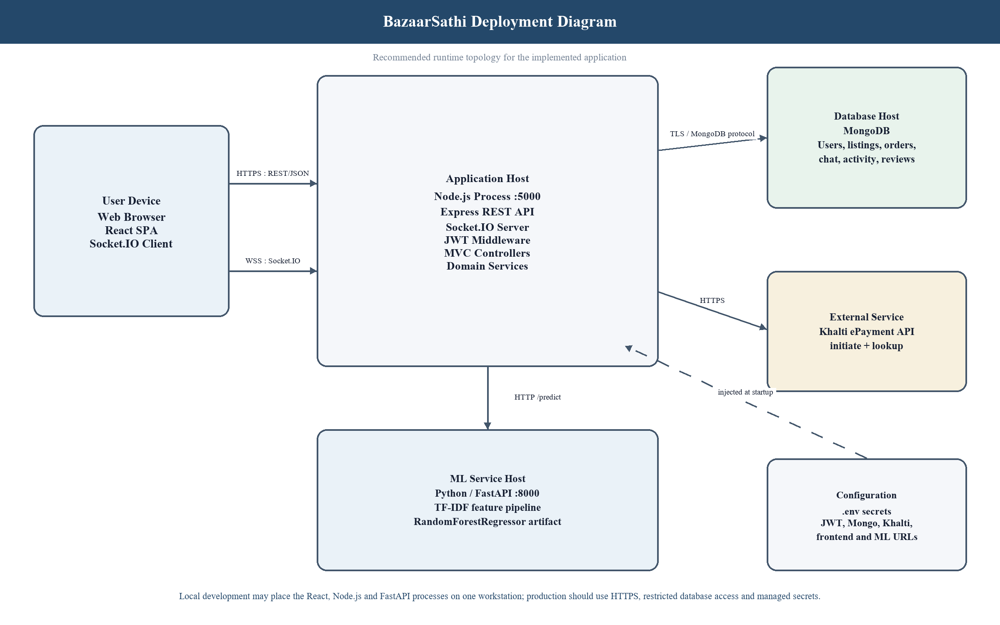 BazaarSathi Deployment Diagram
Recommended runtime topology for the implemented application
User Device
Web Browser
React SPA
Socket.IO Client
HTTPS : REST/JSON
WSS : Socket.IO
Application Host
Node.js Process :5000
Express REST API
Socket.IO Server
JWT Middleware
MVC Controllers
Domain Services
TLS / MongoDB protocol
Database Host
MongoDB
Users, listings, orders,
chat, activity, reviews
HTTPS
External Service
Khalti ePayment API
initiate + lookup
injected at startup
HTTP /predict
ML Service Host
Python / FastAPI :8000
TF-IDF feature pipeline
RandomForestRegressor artifact
Configuration
.env secrets
JWT, Mongo, Khalti,
frontend and ML URLs
Local development may place the React, Node.js and FastAPI processes on one workstation; production should use HTTPS, restricted database access and managed secrets.